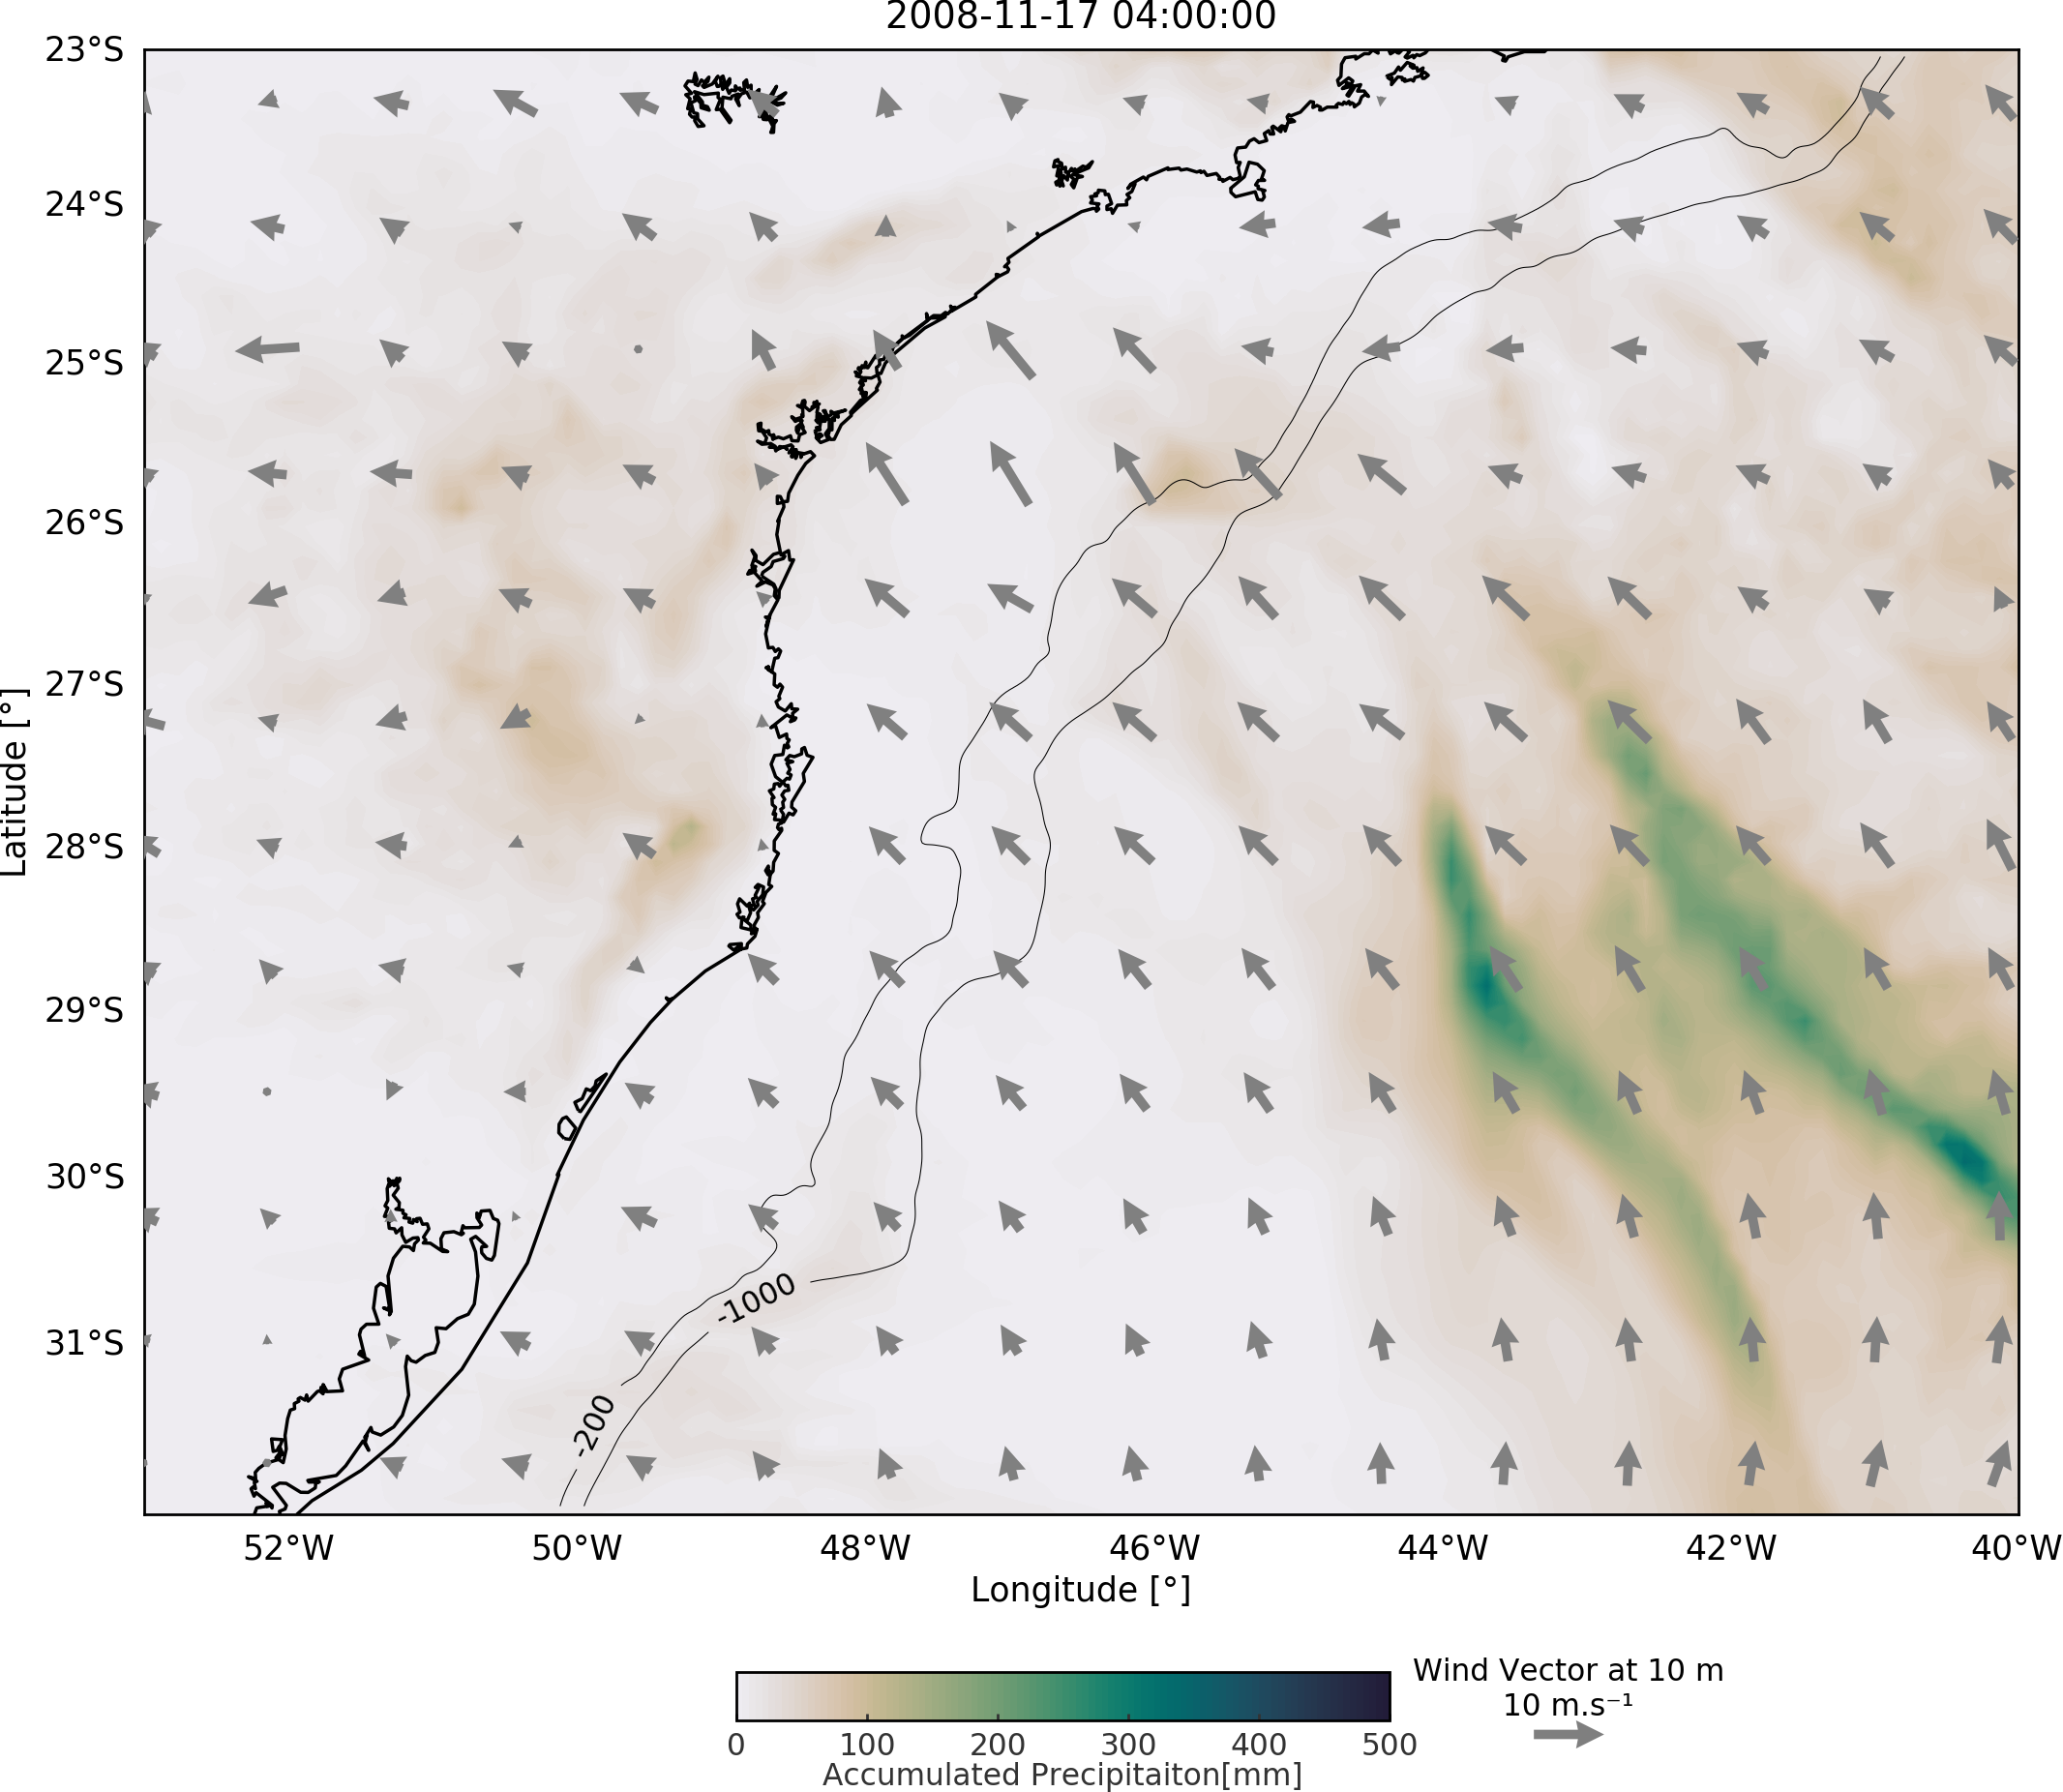 2008-11-17 04:00:00
23°S
24°S
25°S
26°S
27°S
28°S
29°S
30°S
31°S
Latitude [°]
-1000
-200
52°W 50°W 48°W 46°W 44°W 42°W 40°W
Longitude [°]
Wind Vector at 10 m
10 m.s⁻¹
0 100 200 300 400 500
Accumulated Precipitaiton[mm]